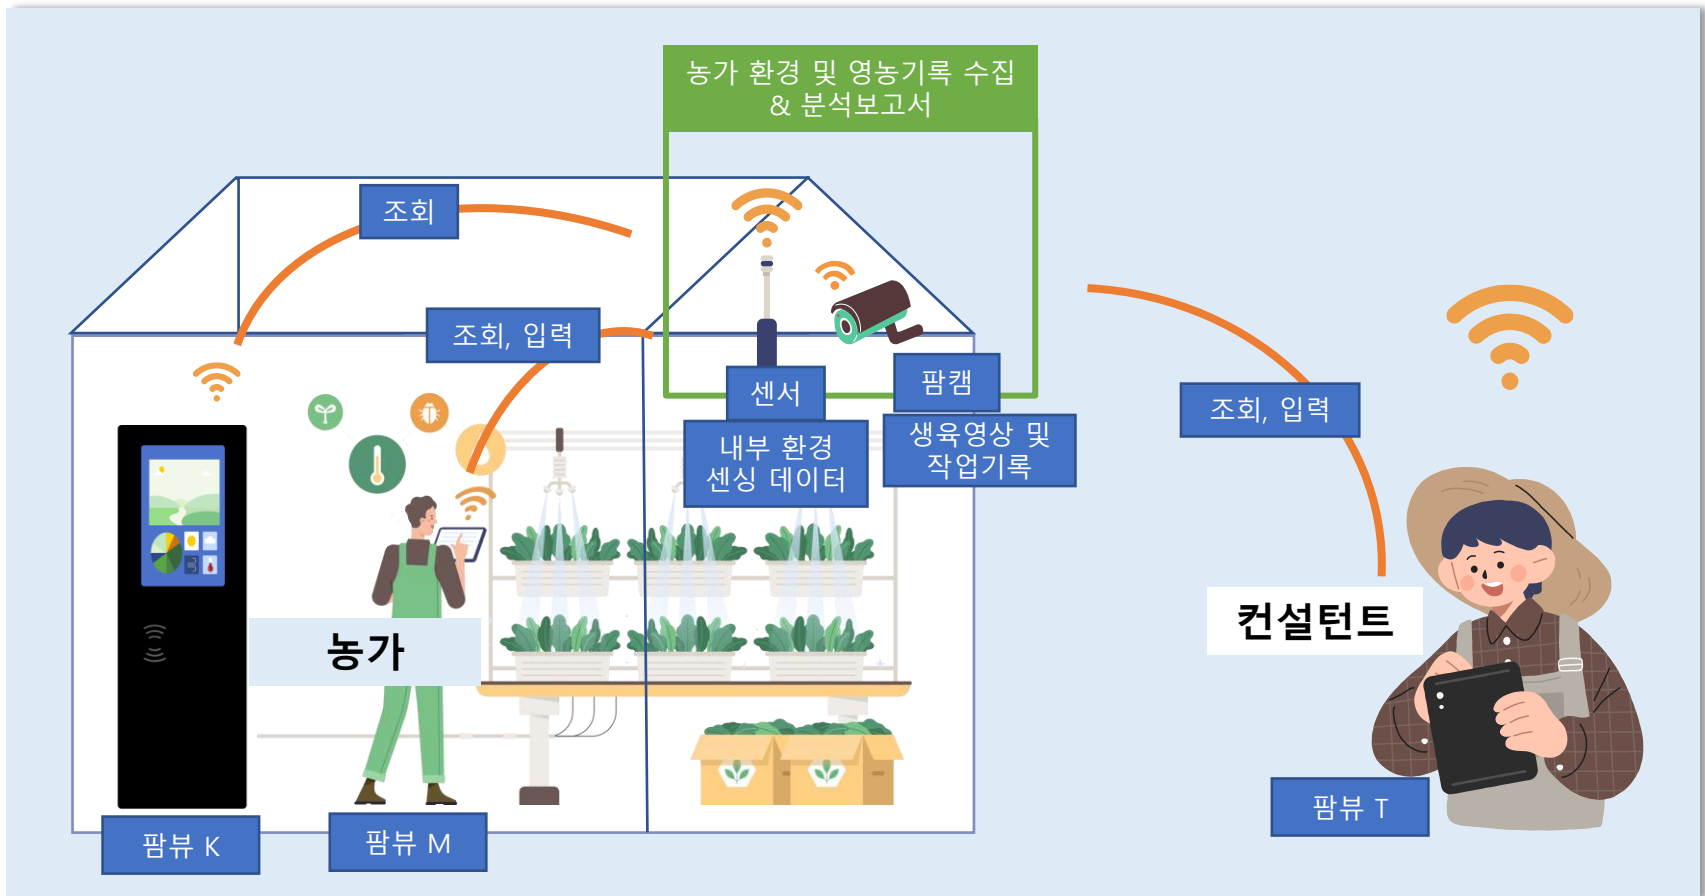 농가 환경 및 영농기록 수집
& 분석보고서
조회
조회, 입력
센서
팜캠
내부 환경
센싱 데이터
생육영상 및
작업기록
조회, 입력
농가
컨설턴트
팜뷰 K
팜뷰 M
팜뷰 T